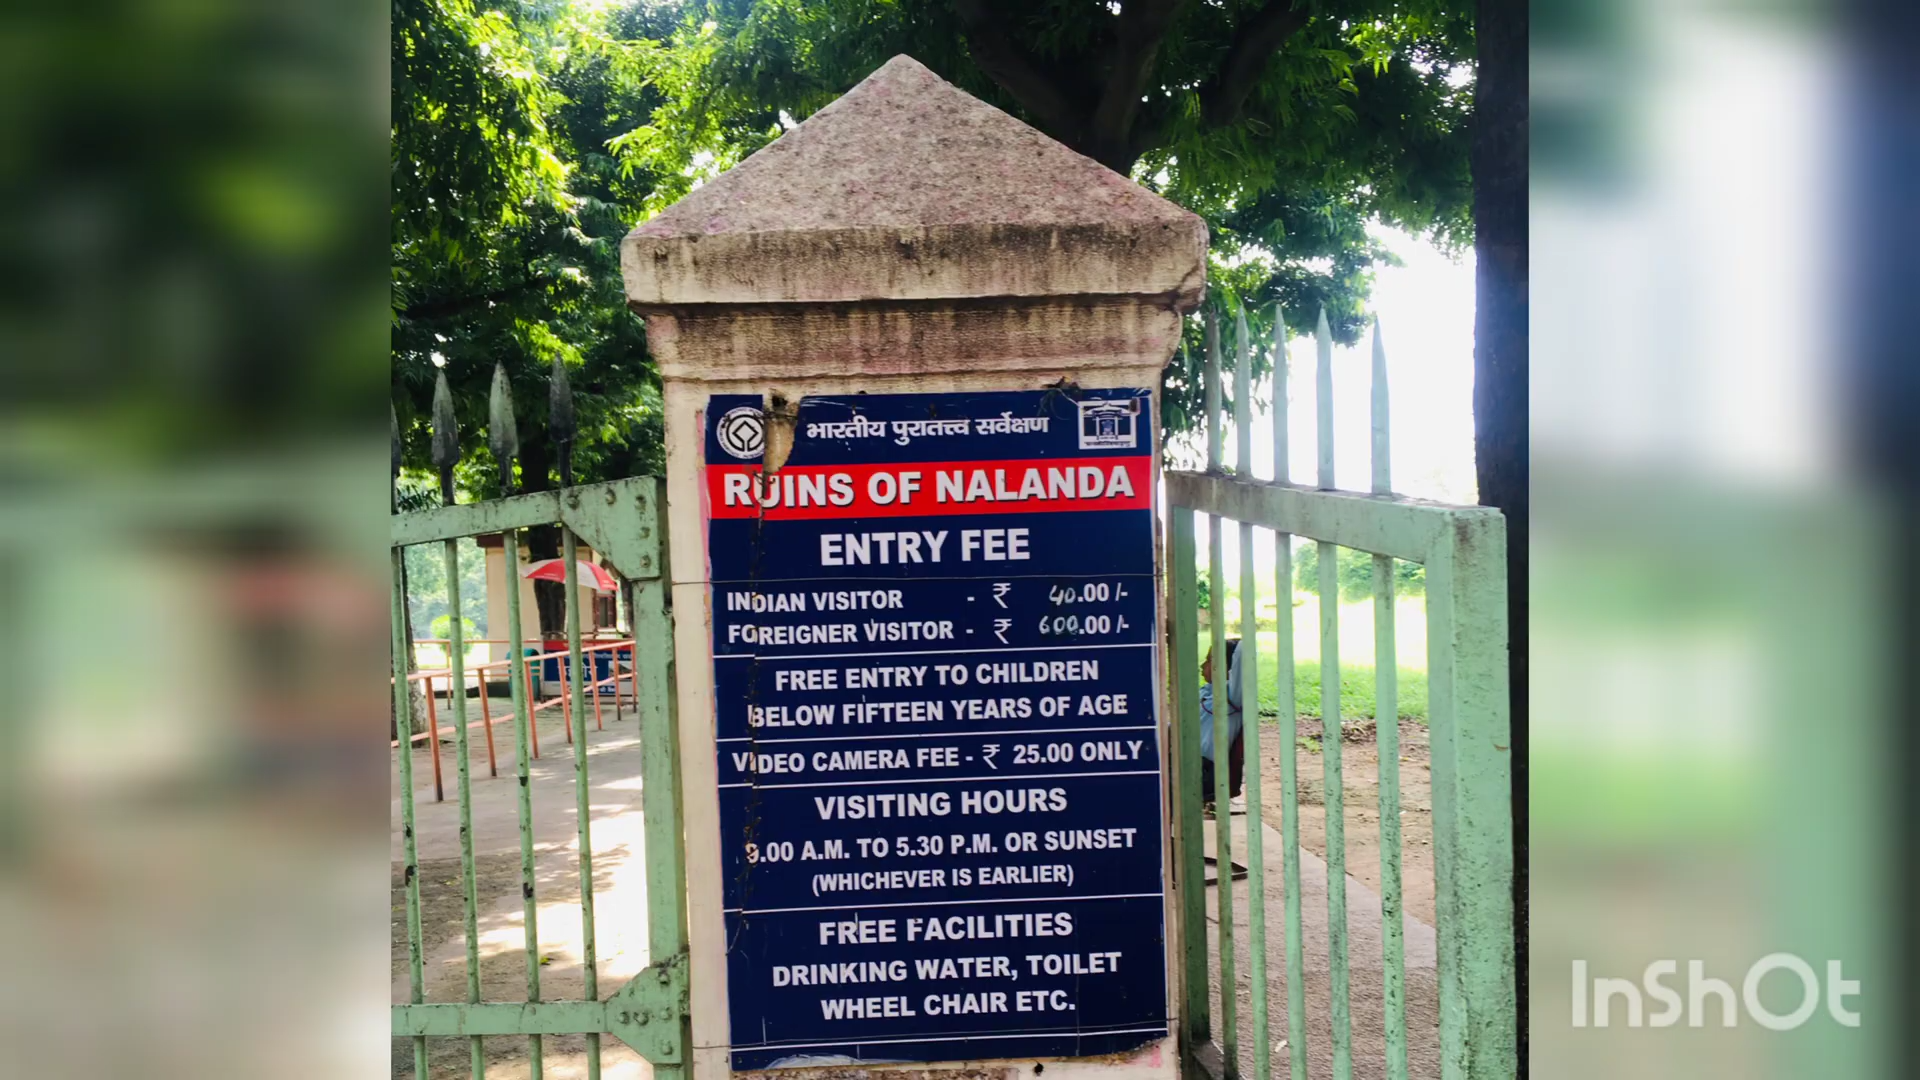 भारतीय पुरातत्त्व सर्वेक्षण
RUINS OF NALANDA
ENTRY FEE
INDIAN VISITOR - ₹ 40.00 /-
FOREIGNER VISITOR - ₹ 600.00 /-
FREE ENTRY TO CHILDREN
BELOW FIFTEEN YEARS OF AGE
VIDEO CAMERA FEE - ₹ 25.00 ONLY
VISITING HOURS
9.00 A.M. TO 5.30 P.M. OR SUNSET
(WHICHEVER IS EARLIER)
FREE FACILITIES
DRINKING WATER, TOILET
WHEEL CHAIR ETC.
InShOt